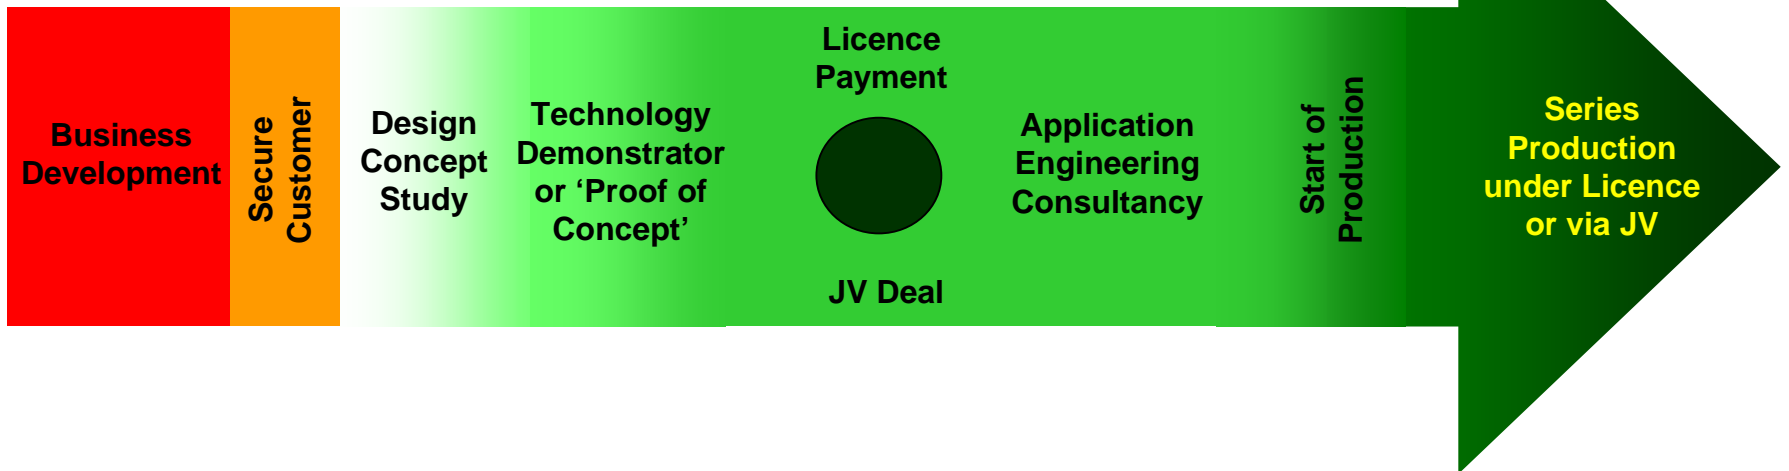 Business
Development
Secure
Customer
Design
Concept
Study
Technology
Demonstrator
or ‘Proof of
Concept’
Licence
Payment
JV Deal
Application
Engineering
Consultancy
Start of
Production
Series
Production
under Licence
or via JV